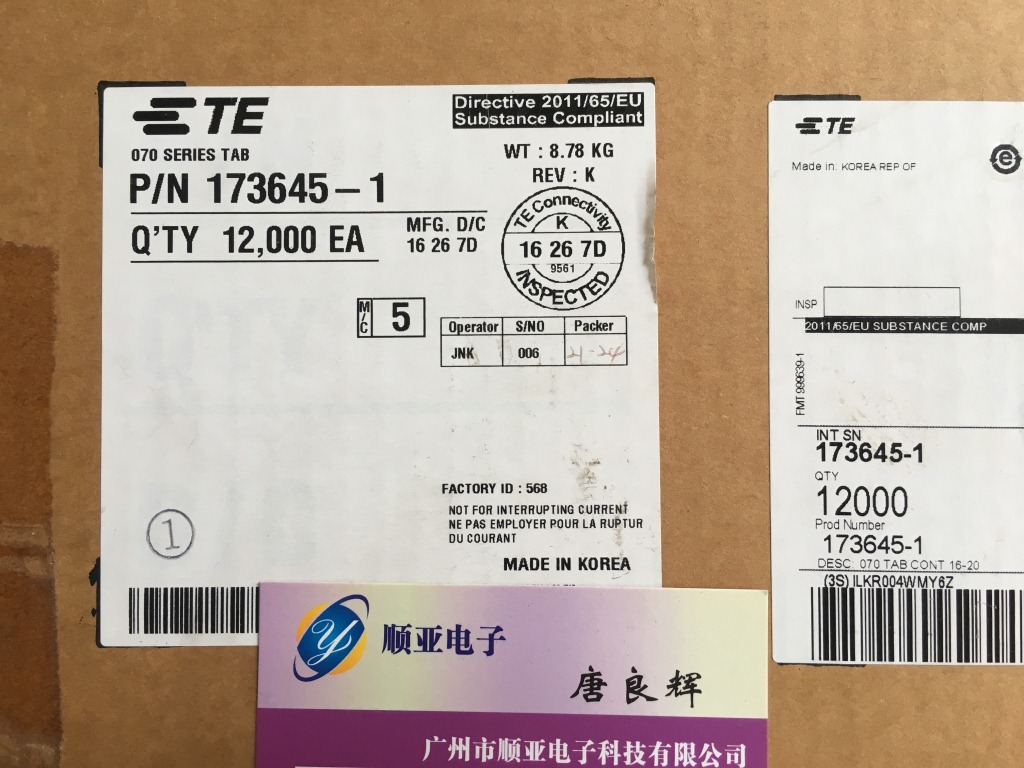 TE
Directive 2011/65/EU
Substance Compliant
070 SERIES TAB
WT : 8.78 KG
P/N 173645-1
REV : K
Q'TY 12,000 EA
MFG. D/C
16 26 7D
TE Connectivity
K
16 26 7D
9561
INSPECTED
M/C 5
Operator S/NO Packer
JNK 006 21-24
FACTORY ID : 568
NOT FOR INTERRUPTING CURRENT
NE PAS EMPLOYER POUR LA RUPTUR
DU COURANT
1
MADE IN KOREA
TE
Made in: KOREA REP OF
e
INSP
2011/65/EU SUBSTANCE COMP
FMT 999639-1
INT SN
173645-1
QTY
12000
Prod Number
173645-1
DESC: 070 TAB CONT 16-20
(3S) ILKR004WMY6Z
y
顺亚电子
唐良辉
广州市顺亚电子科技有限公司